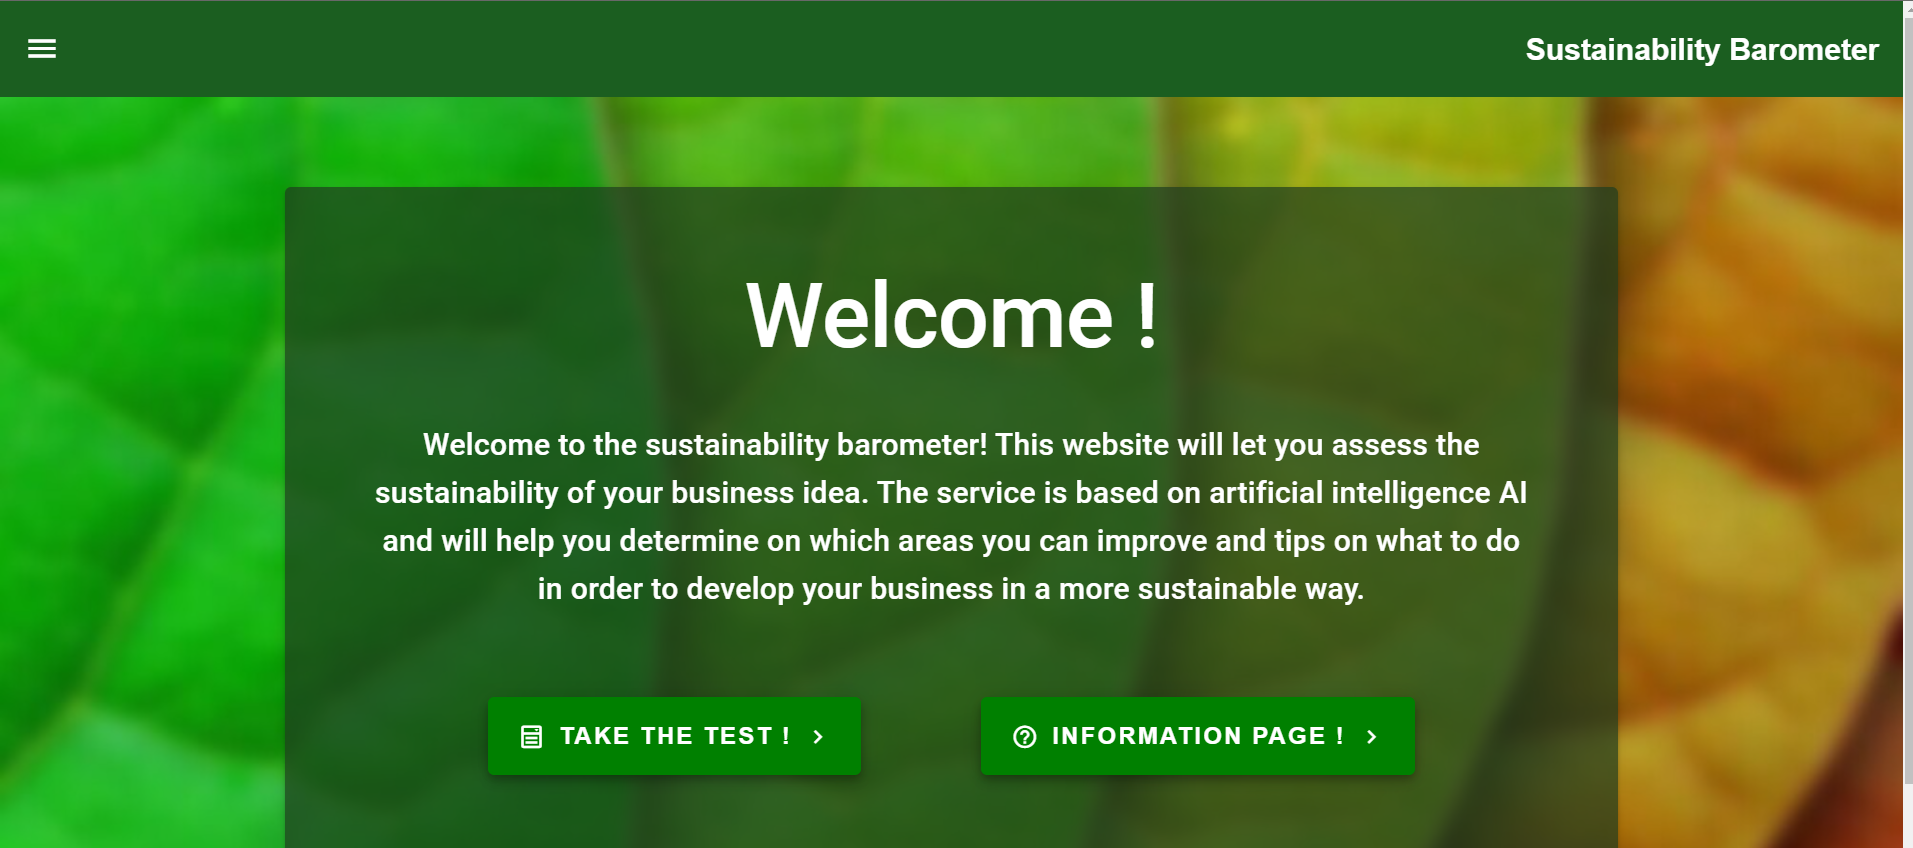 Sustainability Barometer
Welcome !
Welcome to the sustainability barometer! This website will let you assess the
sustainability of your business idea. The service is based on artificial intelligence AI
and will help you determine on which areas you can improve and tips on what to do
in order to develop your business in a more sustainable way.
TAKE THE TEST !
INFORMATION PAGE !